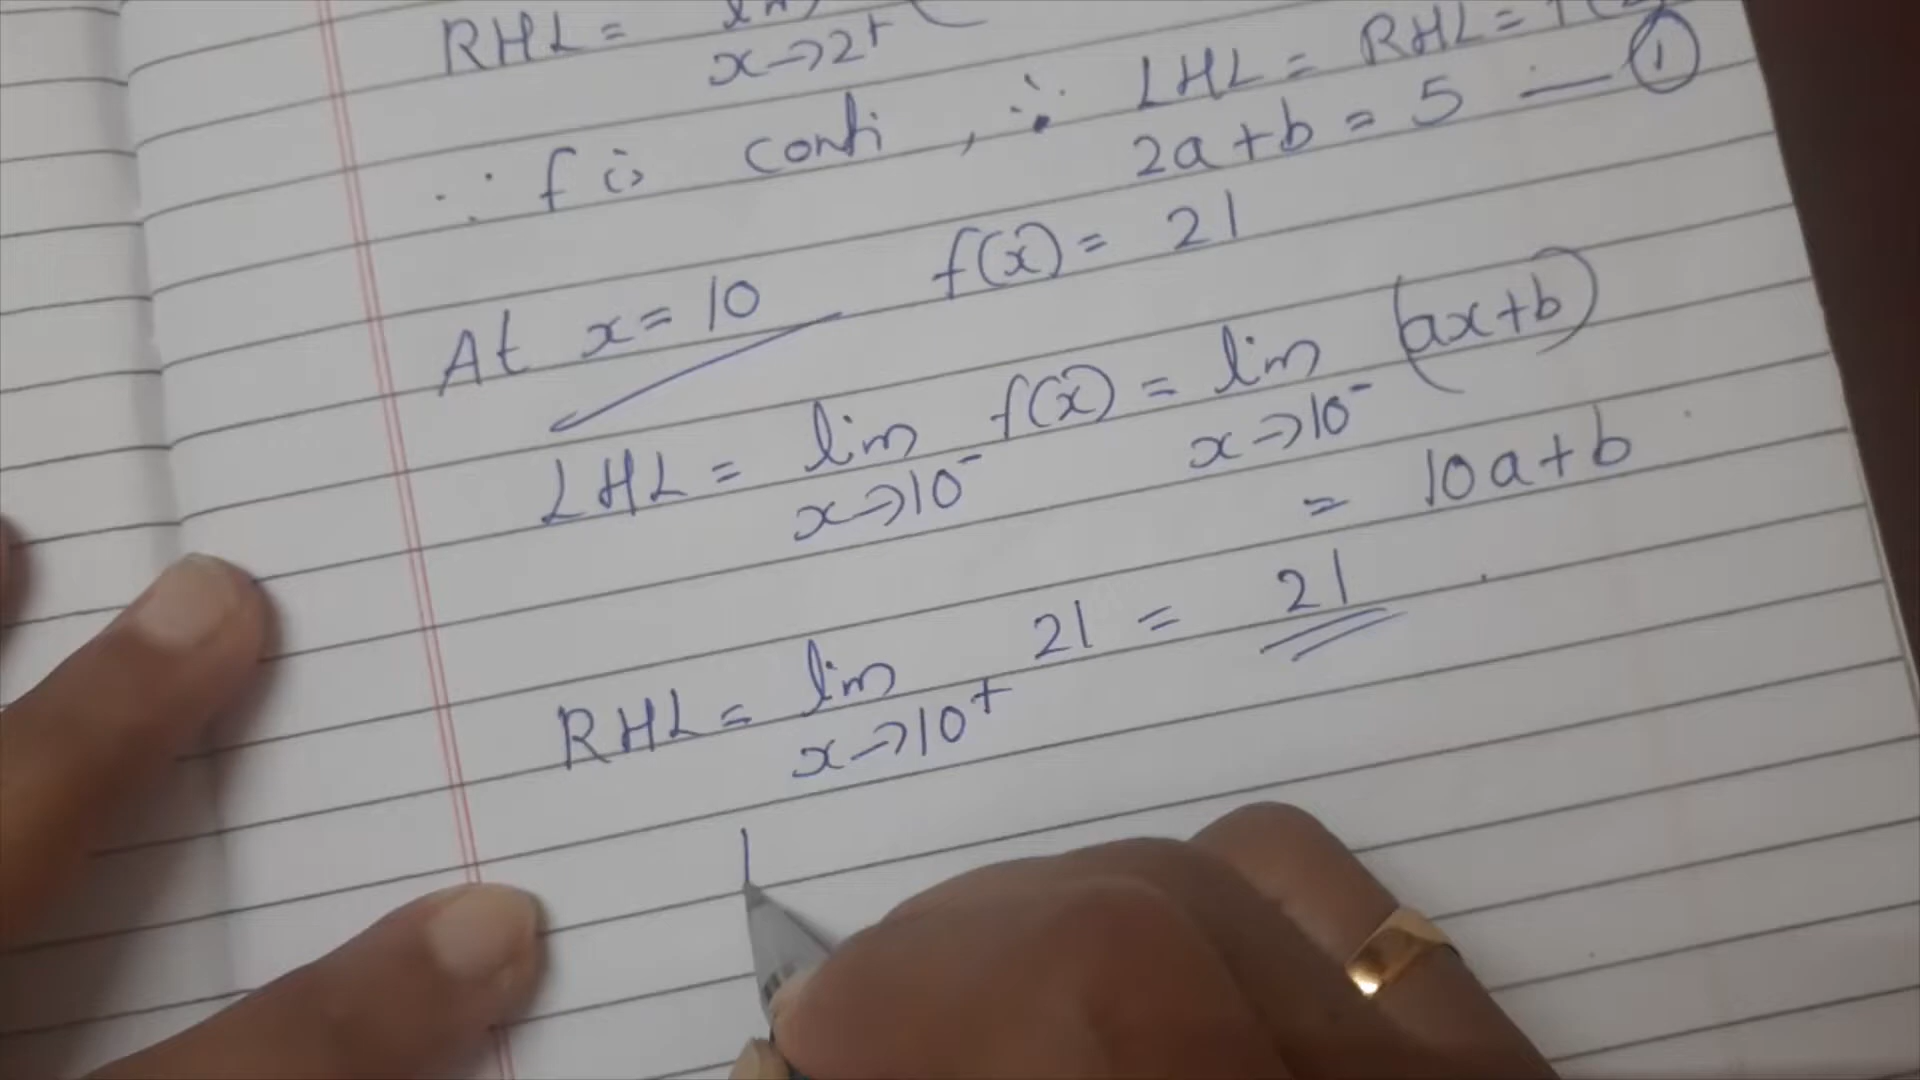 RHL = lim
x→2⁺
∵ f is conti, ∴ LHL = RHL =
2a+b = 5 — ①
At x = 10 f(x) = 21
LHL = lim f(x) = lim (ax+b)
x→10⁻ x→10⁻
= 10a+b
RHL = lim 21 = 21
x→10⁺